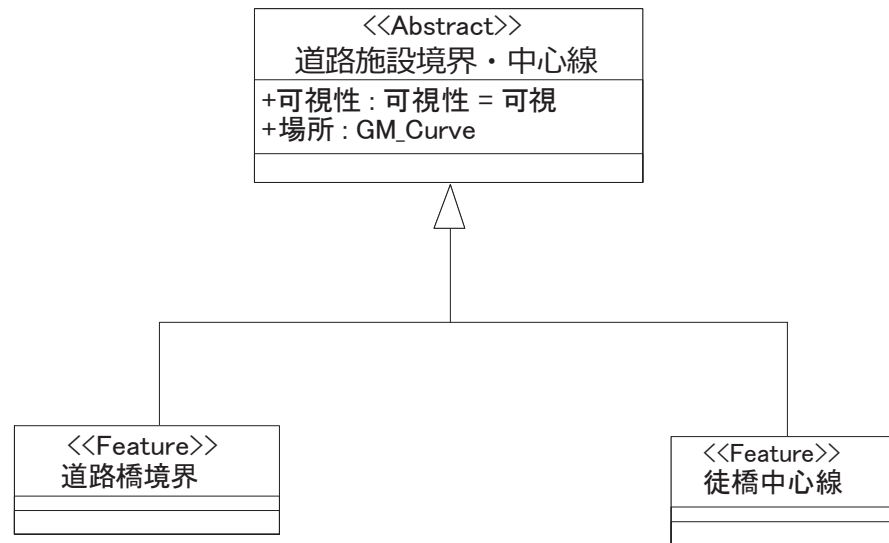 <<Abstract>>
道路施設境界・中心線
+可視性 : 可視性 = 可視
+場所 : GM_Curve
<<Feature>>
道路橋境界
<<Feature>>
徒橋中心線